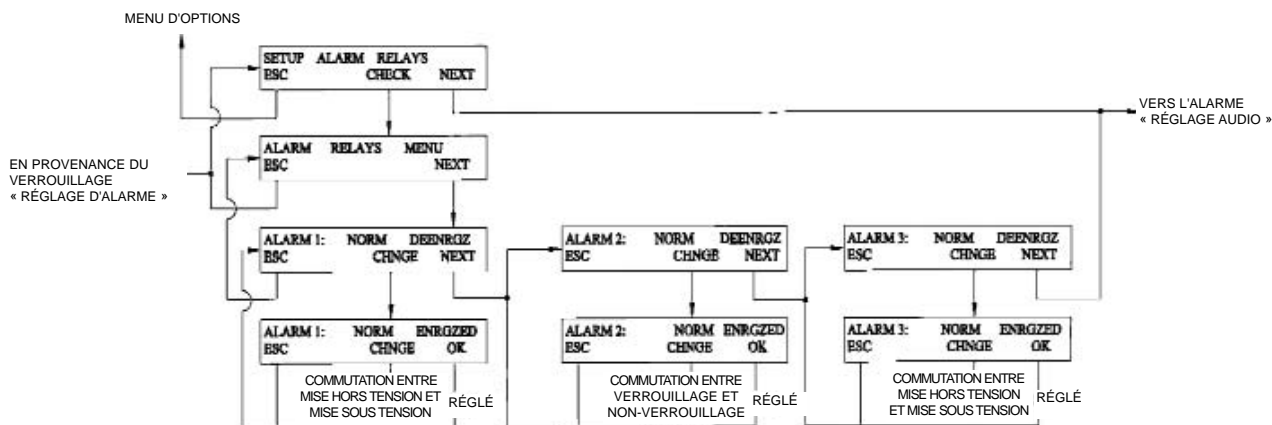 MENU D'OPTIONS
SETUP ALARM RELAYS
ESC CHECK NEXT
VERS L'ALARME
« RÉGLAGE AUDIO »
ALARM RELAYS MENU
ESC NEXT
EN PROVENANCE DU
VERROUILLAGE
« RÉGLAGE D'ALARME »
ALARM 1: NORM DEENRGZ
ESC CHNGE NEXT
ALARM 2: NORM DEENRGZ
ESC CHNGE NEXT
ALARM 3: NORM DEENRGZ
ESC CHNGE NEXT
ALARM 1: NORM ENRGZED
ESC CHNGE OK
ALARM 2: NORM ENRGZED
ESC CHNGE OK
ALARM 3: NORM ENRGZED
ESC CHNGE OK
COMMUTATION ENTRE
MISE HORS TENSION ET
MISE SOUS TENSION
RÉGLÉ
COMMUTATION ENTRE
VERROUILLAGE ET
NON-VERROUILLAGE
RÉGLÉ
COMMUTATION ENTRE
MISE HORS TENSION
ET MISE SOUS TENSION
RÉGLÉ